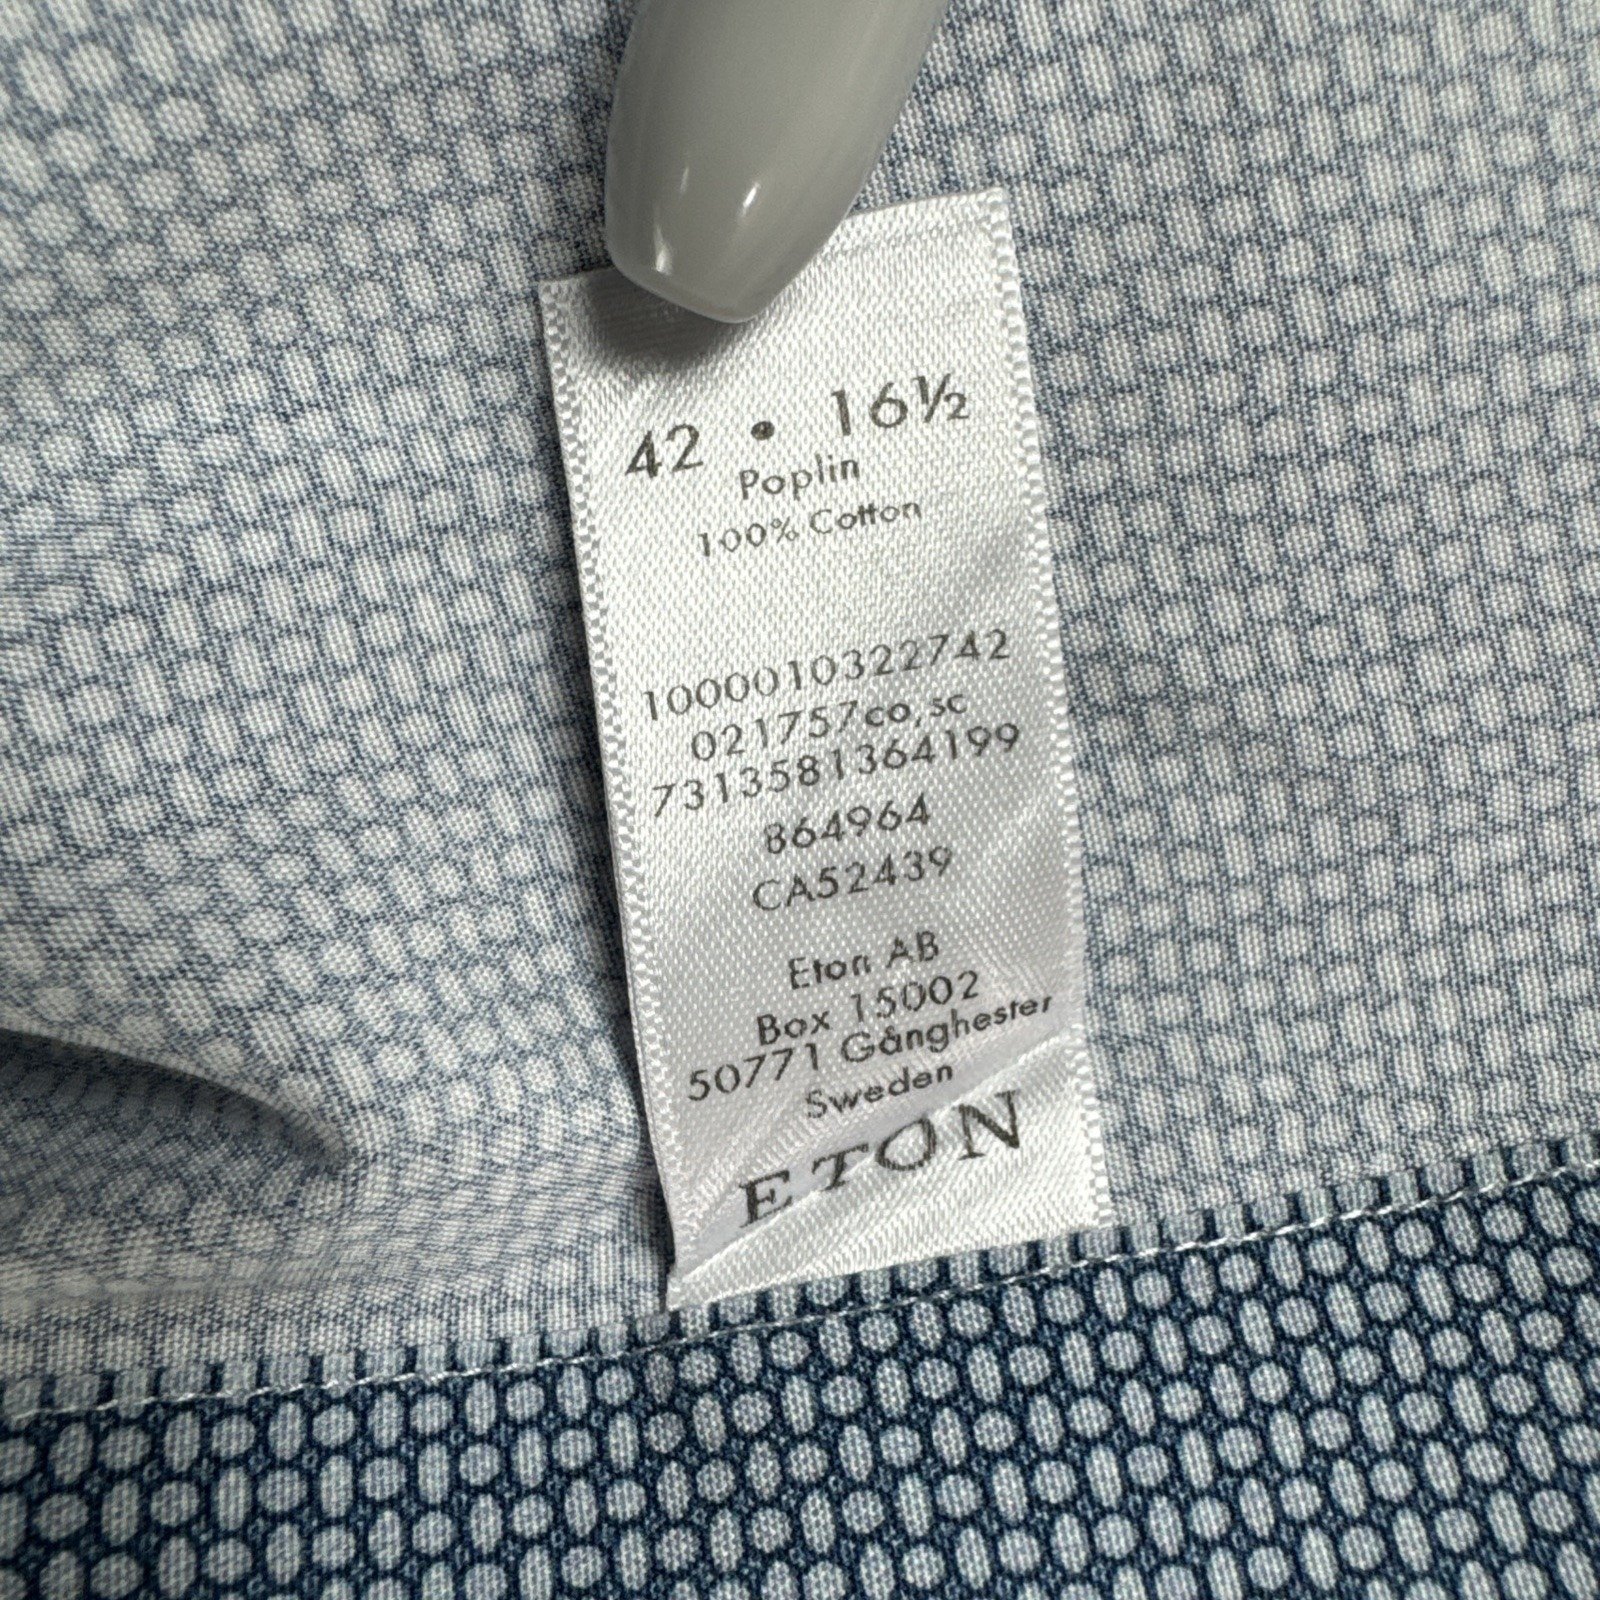 42 • 16½
Poplin
100% Cotton
1000010322742
021757co,sc
7313581364199
864964
CA52439
Eton AB
Box 15002
50771 Gånghester
Sweden
ETON